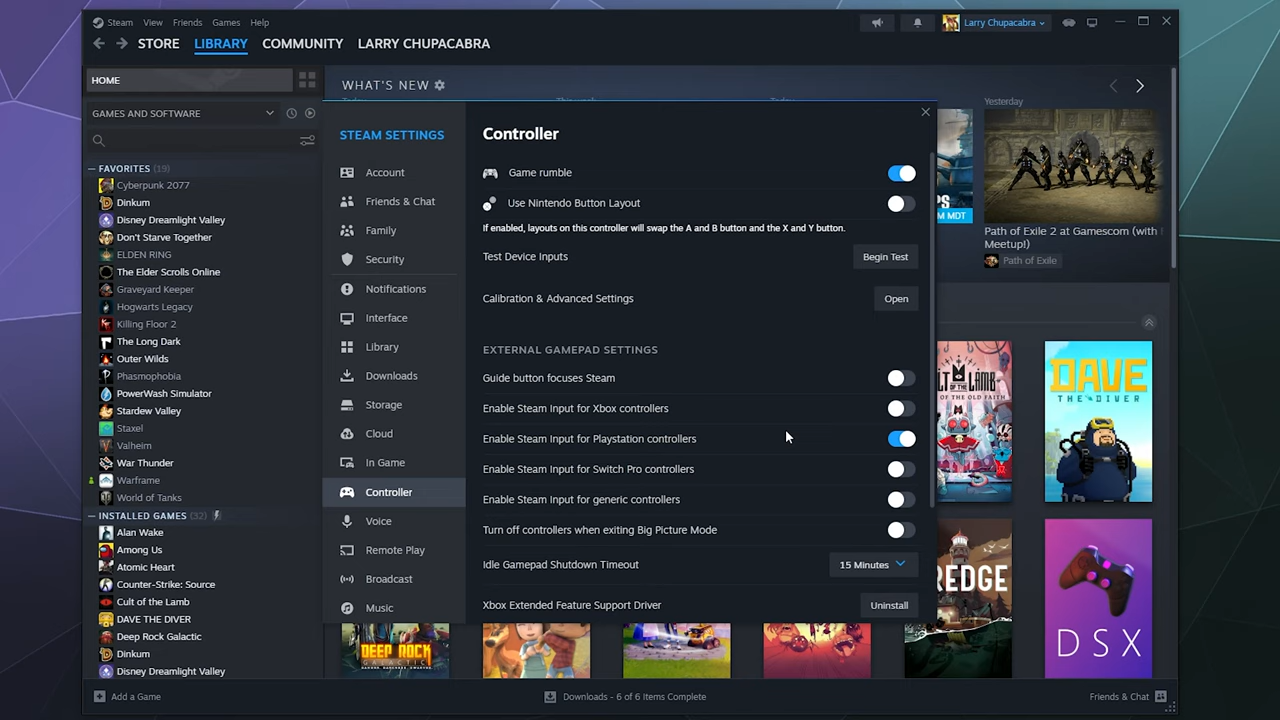 Steam View Friends Games Help
Larry Chupacabra
STORE LIBRARY COMMUNITY LARRY CHUPACABRA
HOME
GAMES AND SOFTWARE
FAVORITES (19)
Cyberpunk 2077
Dinkum
Disney Dreamlight Valley
Don't Starve Together
ELDEN RING
The Elder Scrolls Online
Graveyard Keeper
Hogwarts Legacy
Killing Floor 2
The Long Dark
Outer Wilds
Phasmophobia
PowerWash Simulator
Stardew Valley
Staxel
Valheim
War Thunder
Warframe
World of Tanks
INSTALLED GAMES (32)
Alan Wake
Among Us
Atomic Heart
Counter-Strike: Source
Cult of the Lamb
DAVE THE DIVER
Deep Rock Galactic
Dinkum
Disney Dreamlight Valley
WHAT'S NEW
Yesterday
M MDT
Path of Exile 2 at Gamescom (with
Meetup!)
Path of Exile
STEAM SETTINGS
Account
Friends & Chat
Family
Security
Notifications
Interface
Library
Downloads
Storage
Cloud
In Game
Controller
Voice
Remote Play
Broadcast
Music
Controller
Game rumble
Use Nintendo Button Layout
If enabled, layouts on this controller will swap the A and B button and the X and Y button.
Test Device Inputs Begin Test
Calibration & Advanced Settings Open
EXTERNAL GAMEPAD SETTINGS
Guide button focuses Steam
Enable Steam Input for Xbox controllers
Enable Steam Input for Playstation controllers
Enable Steam Input for Switch Pro controllers
Enable Steam Input for generic controllers
Turn off controllers when exiting Big Picture Mode
Idle Gamepad Shutdown Timeout 15 Minutes
Xbox Extended Feature Support Driver Uninstall
LT OF THE LAMB
OF THE OLD FAITH
DAVE
THE DIVER
DEEP ROCK
GALACTIC
REDGE
DSX
Add a Game
Downloads - 6 of 6 Items Complete
Friends & Chat